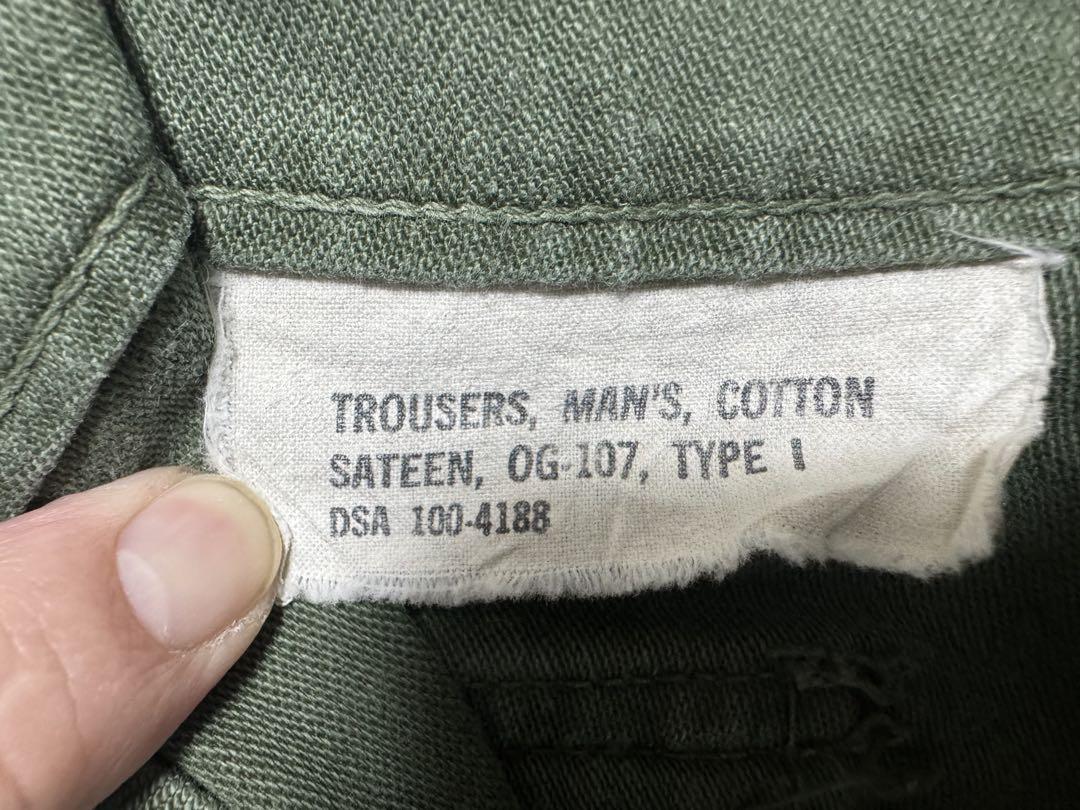 TROUSERS, MAN'S, COTTON
SATEEN, OG-107, TYPE I
DSA 100-4188